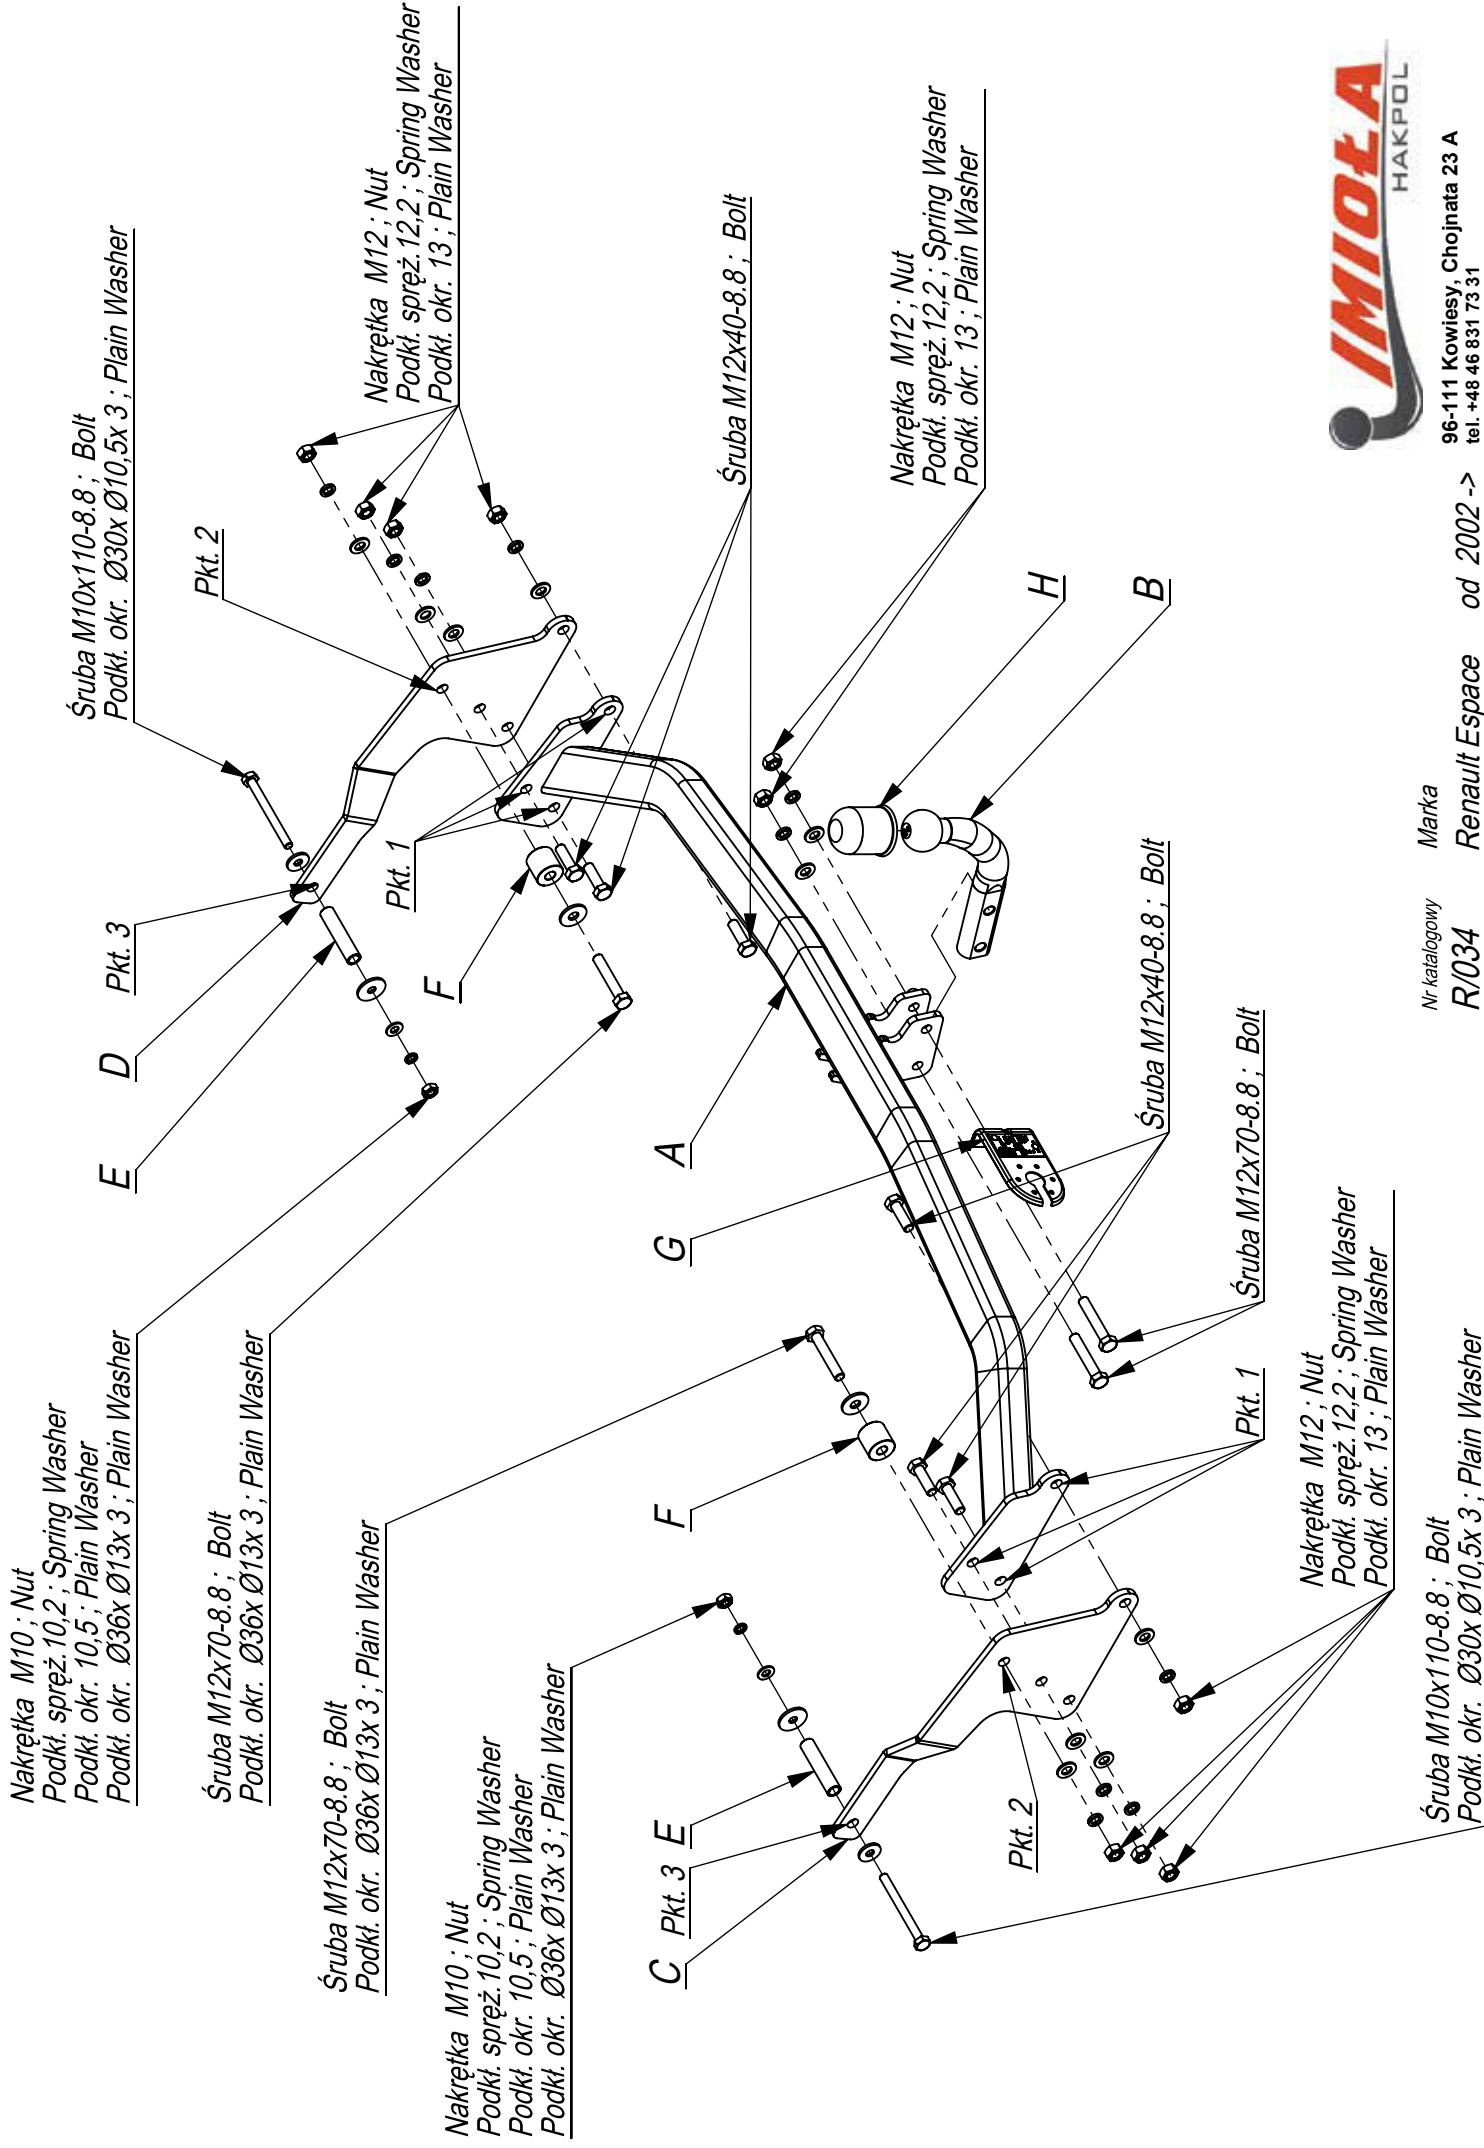 Nakrętka M10 ; Nut
Podkł. spręż.10,2 ; Spring Washer
Podkł. okr. 10,5 ; Plain Washer
Podkł. okr. Ø36x Ø13x 3 ; Plain Washer
Śruba M12x70-8.8 ; Bolt
Podkł. okr. Ø36x Ø13x 3 ; Plain Washer
Śruba M12x70-8.8 ; Bolt
Podkł. okr. Ø36x Ø13x 3 ; Plain Washer
Nakrętka M10 ; Nut
Podkł. spręż.10,2 ; Spring Washer
Podkł. okr. 10,5 ; Plain Washer
Podkł. okr. Ø36x Ø13x 3 ; Plain Washer
C
Pkt. 3
E
F
Pkt. 2
E
D
Pkt. 3
F
Pkt. 1
Śruba M10x110-8.8 ; Bolt
Podkł. okr. Ø30x Ø10,5x 3 ; Plain Washer
Pkt. 2
Nakrętka M12 ; Nut
Podkł. spręż.12,2 ; Spring Washer
Podkł. okr. 13 ; Plain Washer
Śruba M12x40-8.8 ; Bolt
Nakrętka M12 ; Nut
Podkł. spręż.12,2 ; Spring Washer
Podkł. okr. 13 ; Plain Washer
A
G
H
B
Śruba M12x40-8.8 ; Bolt
Śruba M12x70-8.8 ; Bolt
Pkt. 1
Nakrętka M12 ; Nut
Podkł. spręż.12,2 ; Spring Washer
Podkł. okr. 13 ; Plain Washer
Śruba M10x110-8.8 ; Bolt
Podkł. okr. Ø30x Ø10,5x 3 ; Plain Washer
Nr katalogowy
R/034
Marka
Renault Espace od 2002 ->
IMIOŁA
HAKPOL
96-111 Kowiesy, Chojnata 23 A
tel. +48 46 831 73 31